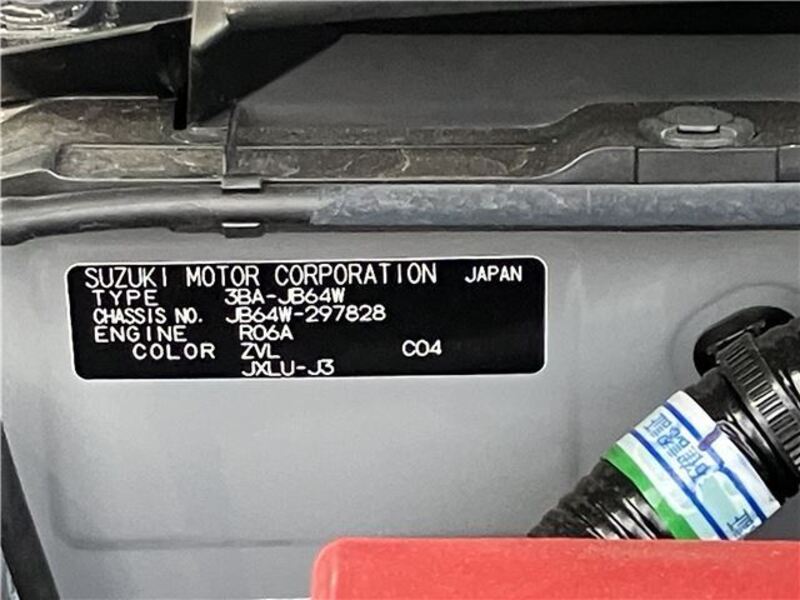 SUZUKI MOTOR CORPORATION JAPAN
TYPE 3BA-JB64W
CHASSIS NO. JB64W-297828
ENGINE R06A
COLOR ZVL C04
JXLU-J3